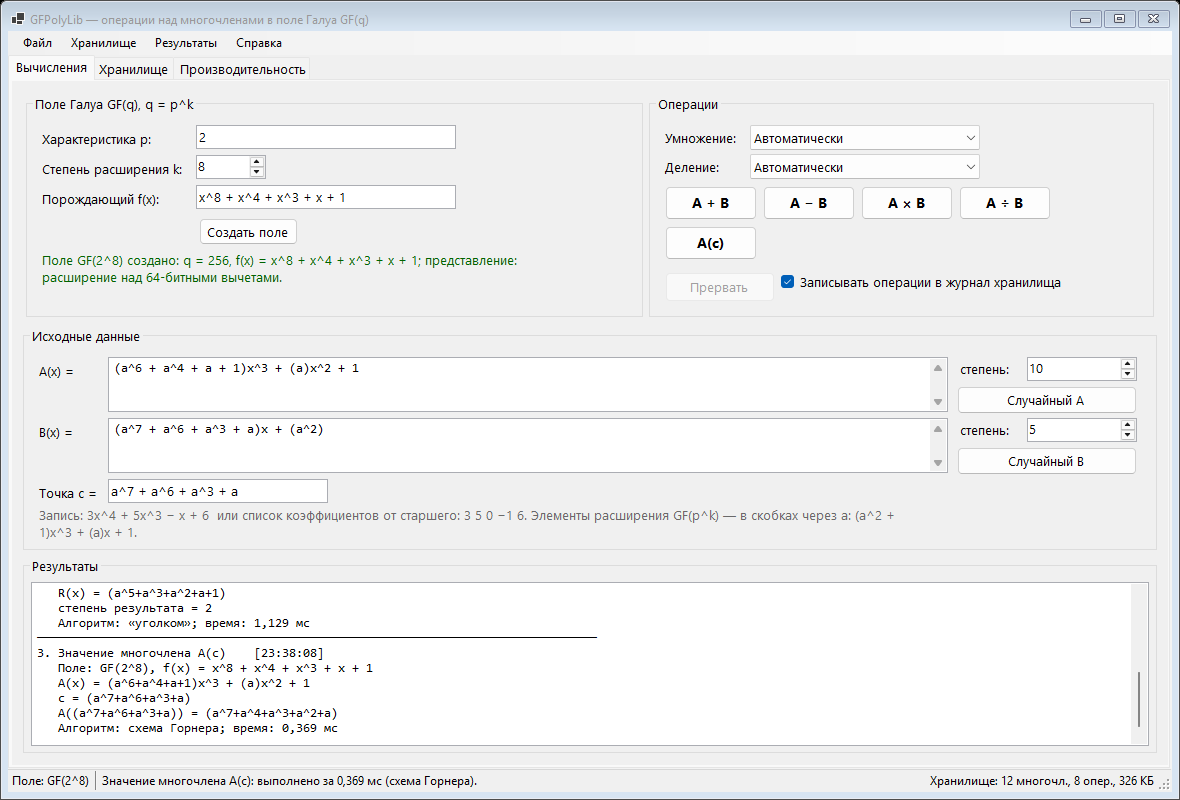 GFPolyLib — операции над многочленами в поле Галуа GF(q)
Файл Хранилище Результаты Справка
Вычисления Хранилище Производительность
Поле Галуа GF(q), q = p^k
Характеристика p: 2
Степень расширения k: 8
Порождающий f(x): x^8 + x^4 + x^3 + x + 1
Создать поле
Поле GF(2^8) создано: q = 256, f(x) = x^8 + x^4 + x^3 + x + 1; представление:
расширение над 64-битными вычетами.
Операции
Умножение: Автоматически
Деление: Автоматически
A + B A − B A × B A ÷ B
A(c)
Прервать Записывать операции в журнал хранилища
Исходные данные
A(x) = (a^6 + a^4 + a + 1)x^3 + (a)x^2 + 1 степень: 10
Случайный A
B(x) = (a^7 + a^6 + a^3 + a)x + (a^2) степень: 5
Случайный B
Точка c = a^7 + a^6 + a^3 + a
Запись: 3x^4 + 5x^3 − x + 6 или список коэффициентов от старшего: 3 5 0 −1 6. Элементы расширения GF(p^k) — в скобках через a: (a^2 +
1)x^3 + (a)x + 1.
Результаты
R(x) = (a^5+a^3+a^2+a+1)
степень результата = 2
Алгоритм: «уголком»; время: 1,129 мс
3. Значение многочлена A(c) [23:38:08]
Поле: GF(2^8), f(x) = x^8 + x^4 + x^3 + x + 1
A(x) = (a^6+a^4+a+1)x^3 + (a)x^2 + 1
c = (a^7+a^6+a^3+a)
A((a^7+a^6+a^3+a)) = (a^7+a^4+a^3+a^2+a)
Алгоритм: схема Горнера; время: 0,369 мс
Поле: GF(2^8) Значение многочлена A(c): выполнено за 0,369 мс (схема Горнера). Хранилище: 12 многочл., 8 опер., 326 КБ